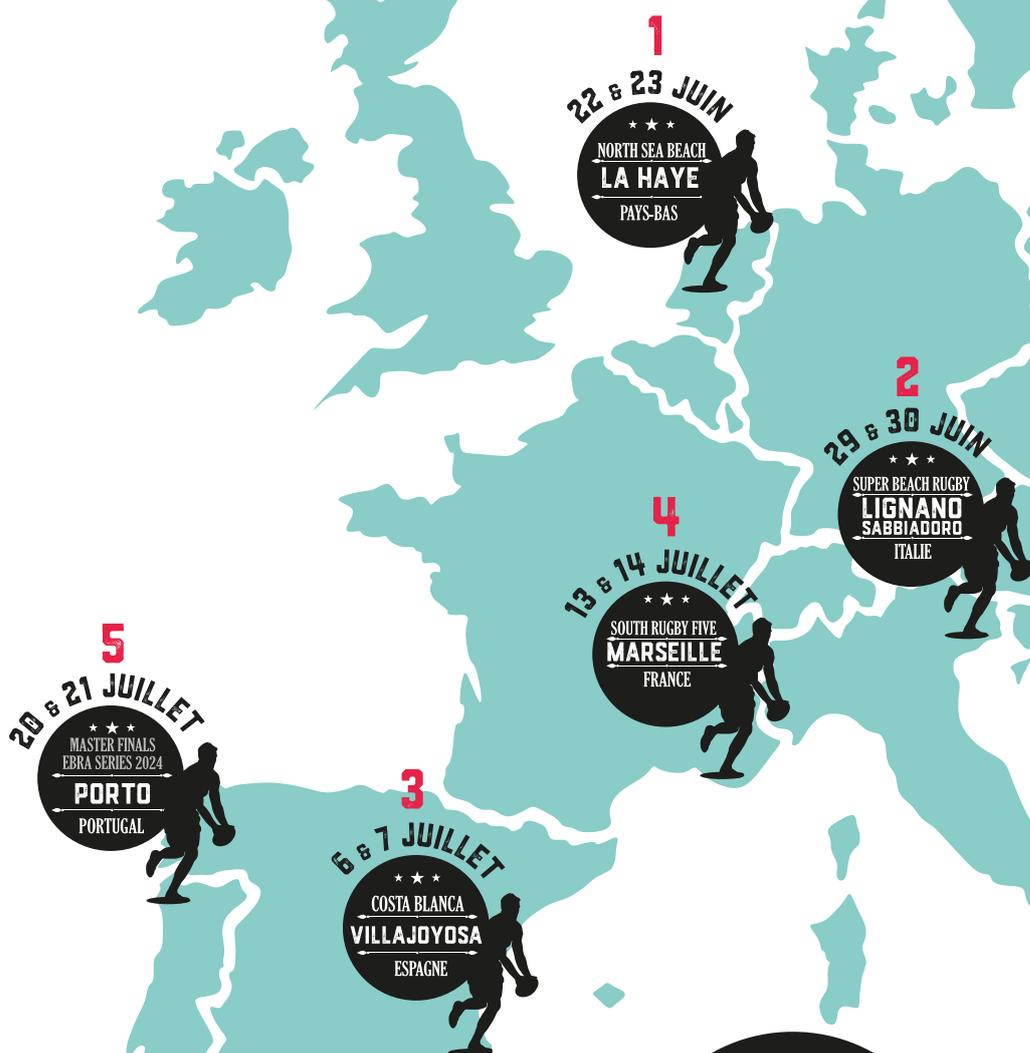 1
22 & 23 JUIN
NORTH SEA BEACH
LA HAYE
PAYS-BAS
2
29 & 30 JUIN
SUPER BEACH RUGBY
LIGNANO
SABBIADORO
ITALIE
4
13 & 14 JUILLET
SOUTH RUGBY FIVE
MARSEILLE
FRANCE
5
20 & 21 JUILLET
MASTER FINALS
EBRA SERIES 2024
PORTO
PORTUGAL
3
6 & 7 JUILLET
COSTA BLANCA
VILLAJOYOSA
ESPAGNE